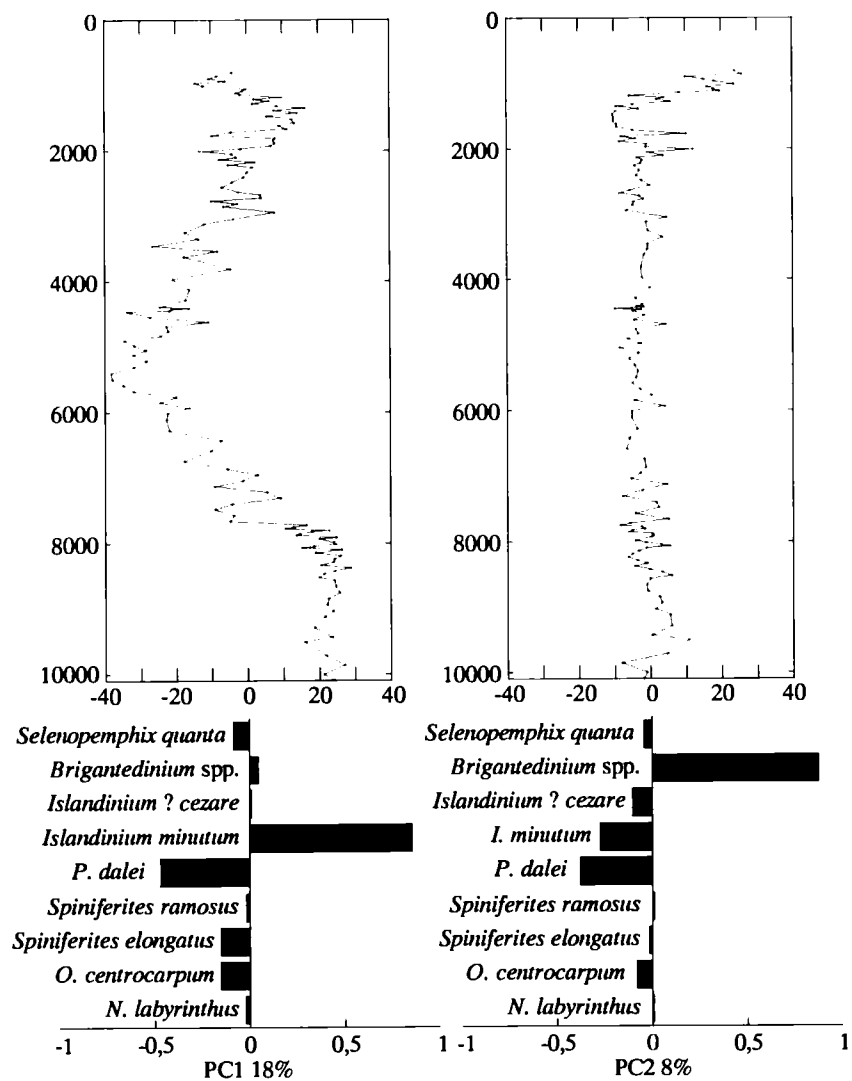 0
2000
4000
6000
8000
10000
-40 -20 0 20 40
0
2000
4000
6000
8000
10000
-40 -20 0 20 40
Selenopemphix quanta
Brigantedinium spp.
Islandinium ? cezare
Islandinium minutum
P. dalei
Spiniferites ramosus
Spiniferites elongatus
O. centrocarpum
N. labyrinthus
-1 -0,5 0 0,5 1
PC1 18%
Selenopemphix quanta
Brigantedinium spp.
Islandinium ? cezare
I. minutum
P. dalei
Spiniferites ramosus
Spiniferites elongatus
O. centrocarpum
N. labyrinthus
-1 -0,5 0 0,5 1
PC2 8%